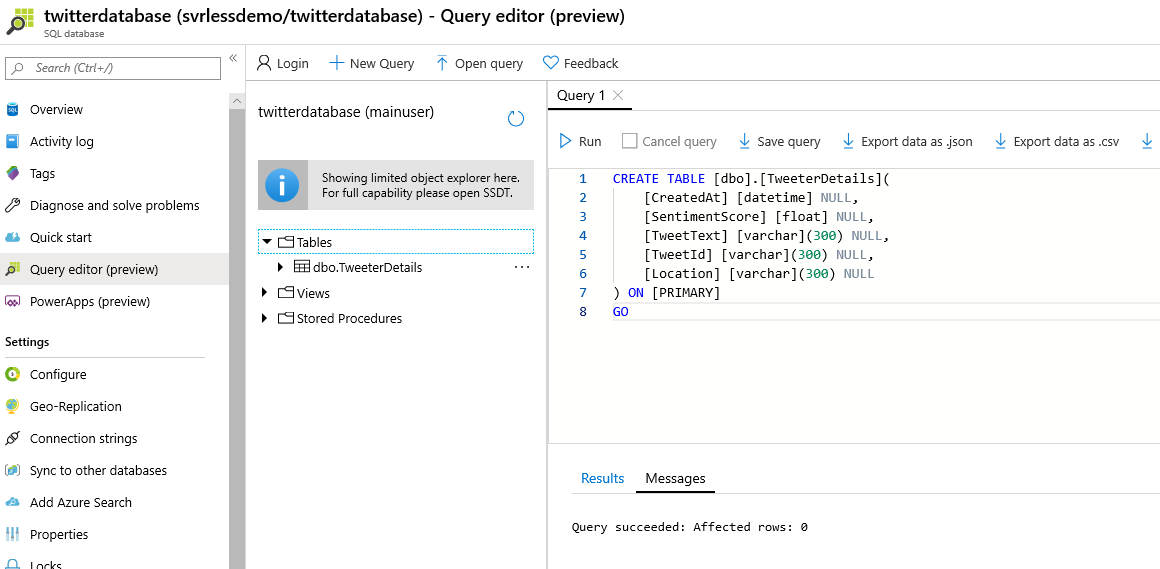 twitterdatabase (svrlessdemo/twitterdatabase) - Query editor (preview)
SQL database
Search (Ctrl+/)
«
Overview
Activity log
Tags
Diagnose and solve problems
Quick start
Query editor (preview)
PowerApps (preview)
Settings
Configure
Geo-Replication
Connection strings
Sync to other databases
Add Azure Search
Properties
Locks
Login
New Query
Open query
Feedback
twitterdatabase (mainuser)
Showing limited object explorer here.
For full capability please open SSDT.
Tables
dbo.TweeterDetails ...
Views
Stored Procedures
Query 1
Run
Cancel query
Save query
Export data as .json
Export data as .csv
1 CREATE TABLE [dbo].[TweeterDetails](
2 [CreatedAt] [datetime] NULL,
3 [SentimentScore] [float] NULL,
4 [TweetText] [varchar](300) NULL,
5 [TweetId] [varchar](300) NULL,
6 [Location] [varchar](300) NULL
7 ) ON [PRIMARY]
8 GO
Results Messages
Query succeeded: Affected rows: 0